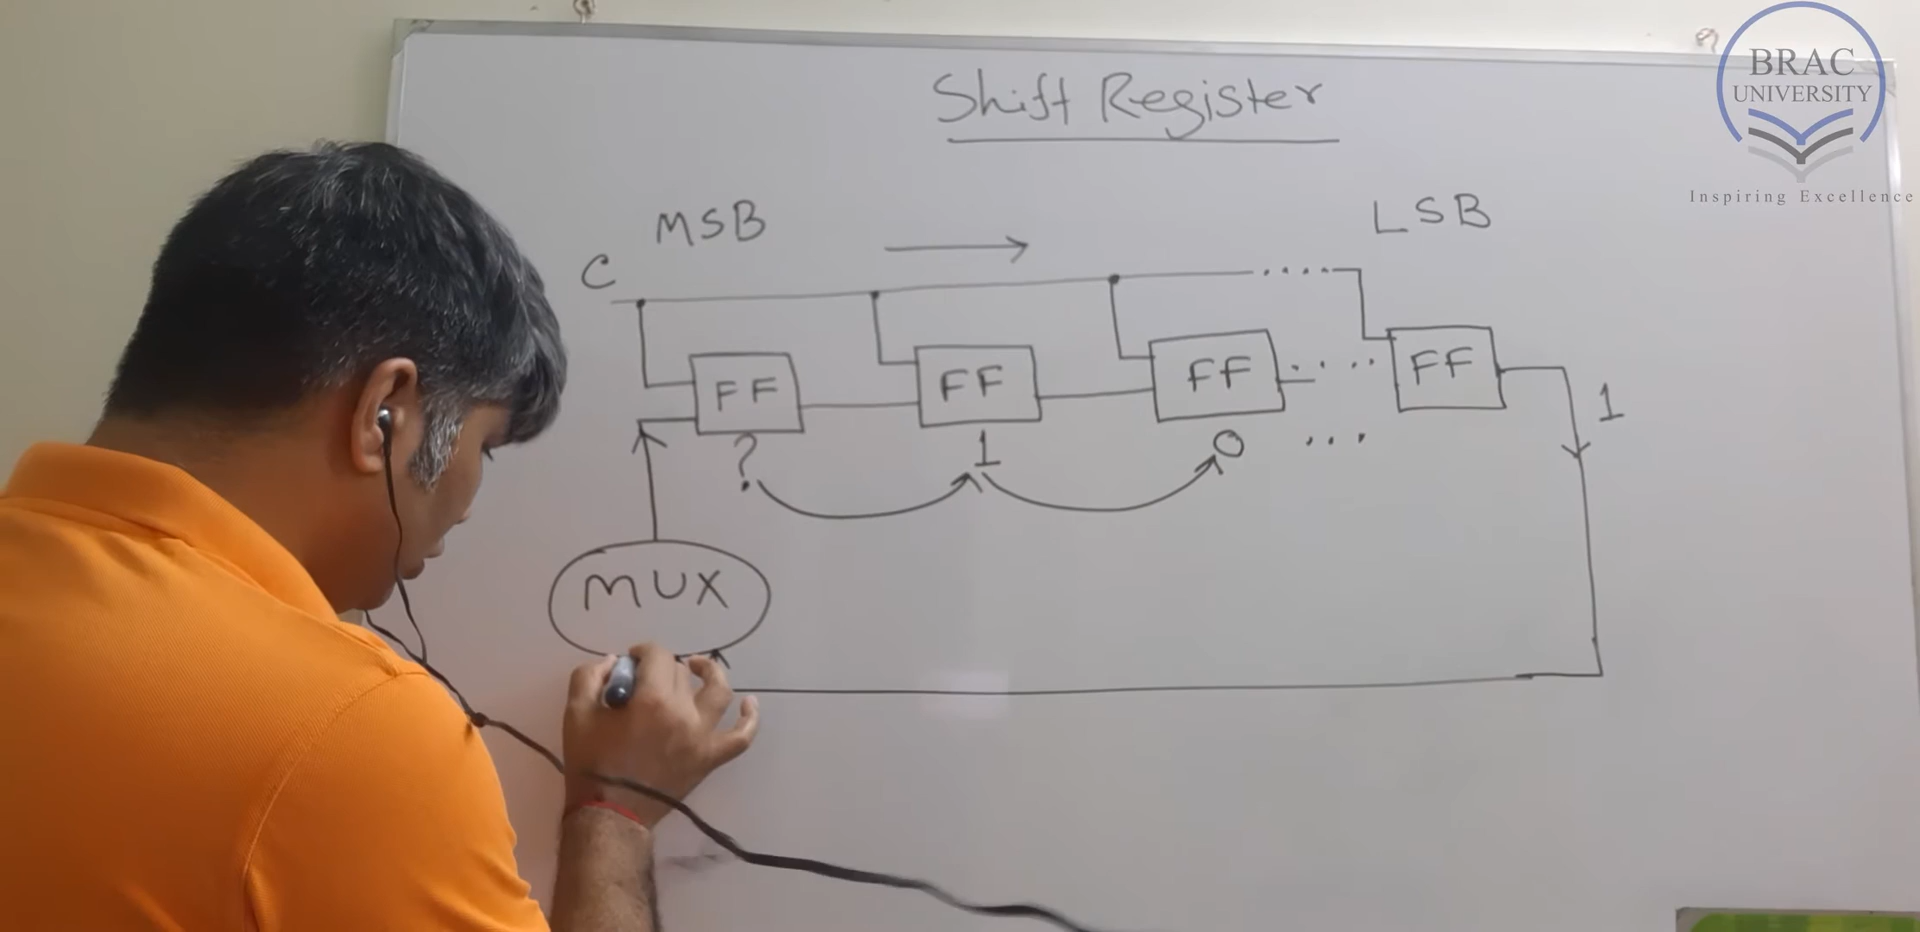 BRAC
UNIVERSITY
Inspiring Excellence
Shift Register
MSB
LSB
C
FF
FF
FF
....
FF
1
?
1
0
...
MUX